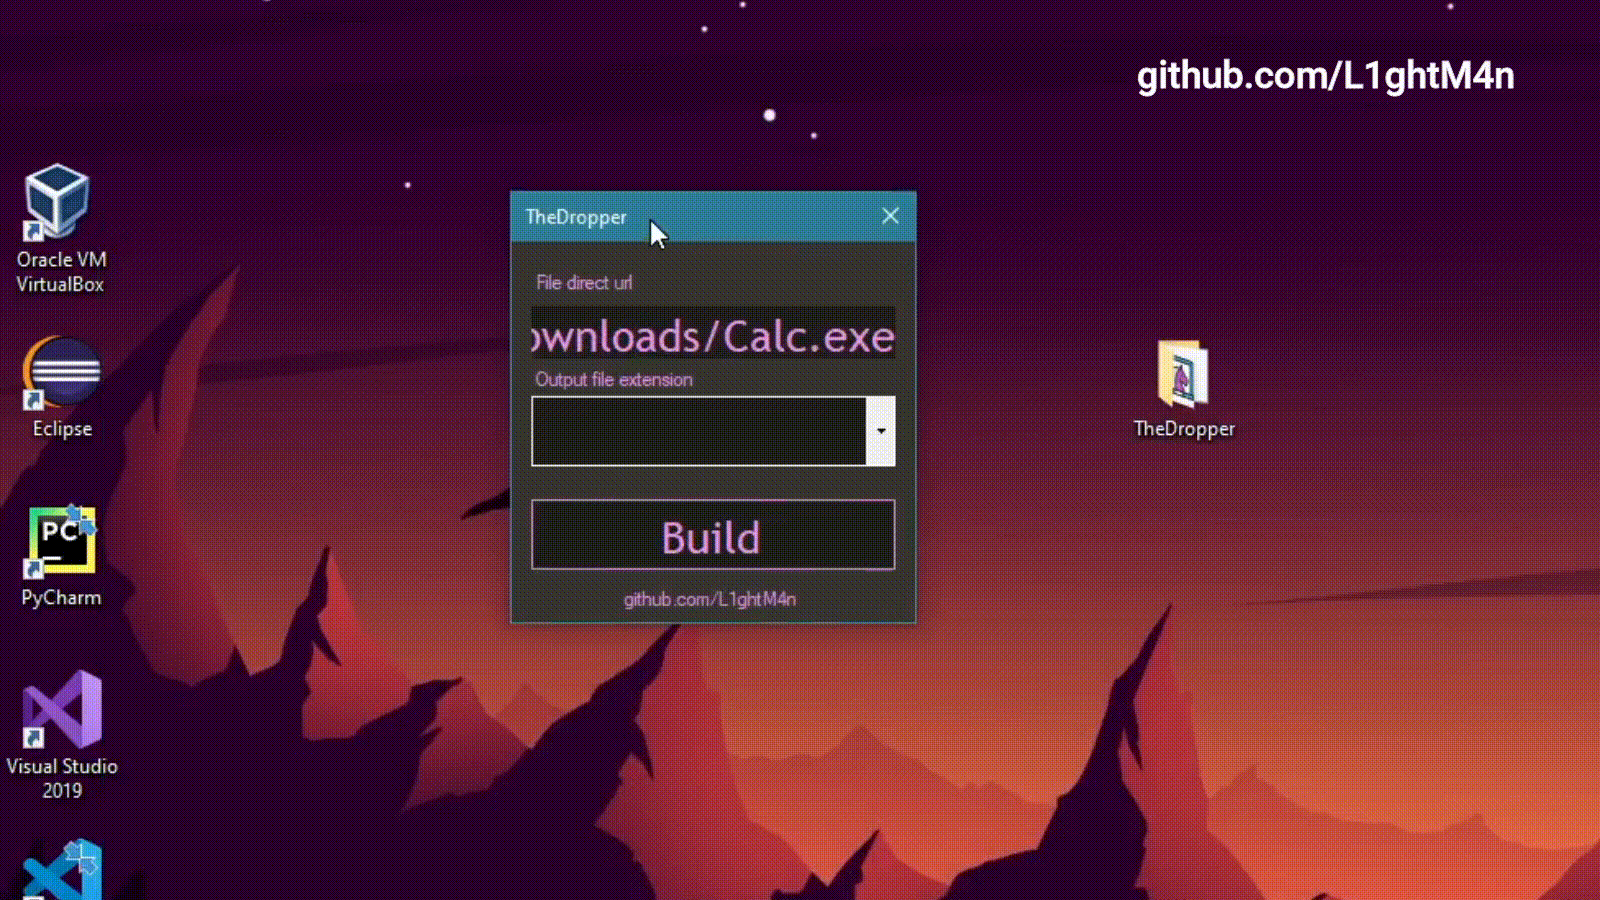 github.com/L1ghtM4n
Oracle VM
VirtualBox
Eclipse
PC
PyCharm
Visual Studio
2019
TheDropper
File direct url
ownloads/Calc.exe
Output file extension
Build
github.com/L1ghtM4n
TheDropper